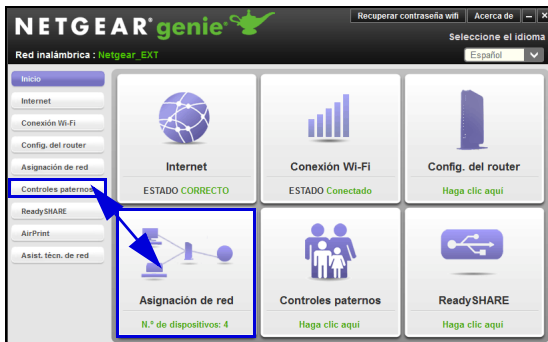 NETGEAR® genie®
Recuperar contraseña wifi
Acerca de
Seleccione el idioma
Red inalámbrica : Netgear_EXT
Español
Inicio
Internet
Conexión Wi-Fi
Config. del router
Asignación de red
Controles paternos
ReadySHARE
AirPrint
Asist. técn. de red
Internet
ESTADO CORRECTO
Conexión Wi-Fi
ESTADO Conectado
Config. del router
Haga clic aquí
Asignación de red
N.º de dispositivos: 4
Controles paternos
Haga clic aquí
ReadySHARE
Haga clic aquí